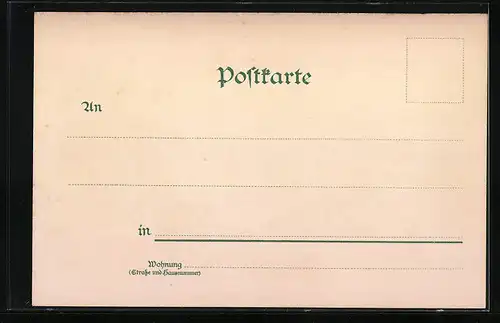 Poſtkarte
An
in
Wohnung
(Straße und Hausnummer)